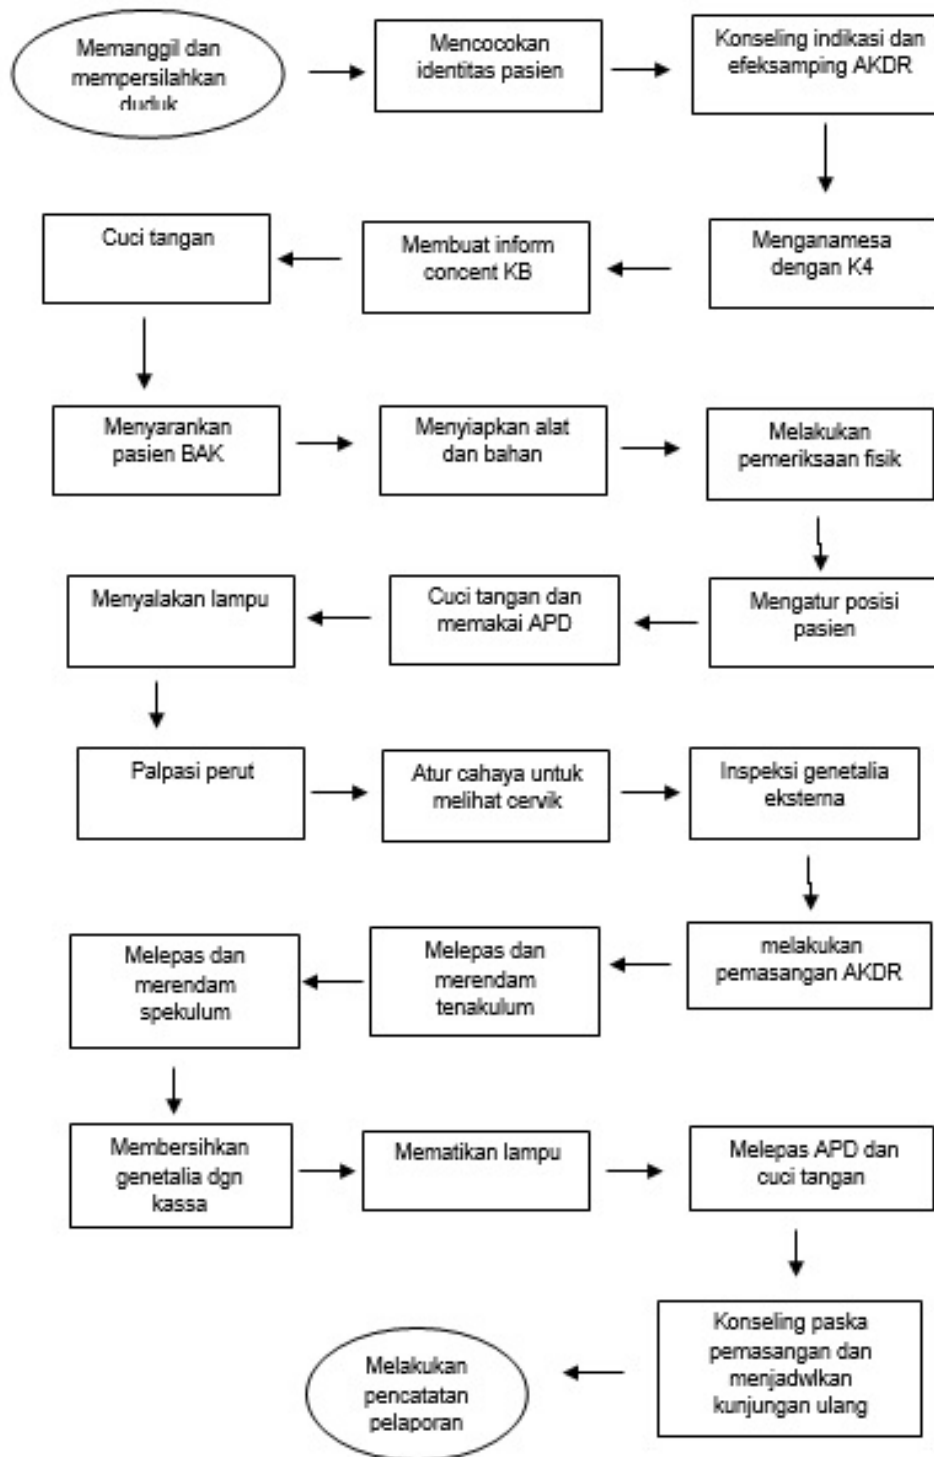 Memanggil dan
mempersilahkan
duduk
Mencocokan
identitas pasien
Konseling indikasi dan
efeksamping AKDR
Menganamesa
dengan K4
Membuat inform
concent KB
Cuci tangan
Menyarankan
pasien BAK
Menyiapkan alat
dan bahan
Melakukan
pemeriksaan fisik
Mengatur posisi
pasien
Cuci tangan dan
memakai APD
Menyalakan lampu
Palpasi perut
Atur cahaya untuk
melihat cervik
Inspeksi genetalia
eksterna
melakukan
pemasangan AKDR
Melepas dan
merendam
tenakulum
Melepas dan
merendam
spekulum
Membersihkan
genetalia dgn
kassa
Mematikan lampu
Melepas APD dan
cuci tangan
Konseling paska
pemasangan dan
menjadwlkan
kunjungan ulang
Melakukan
pencatatan
pelaporan